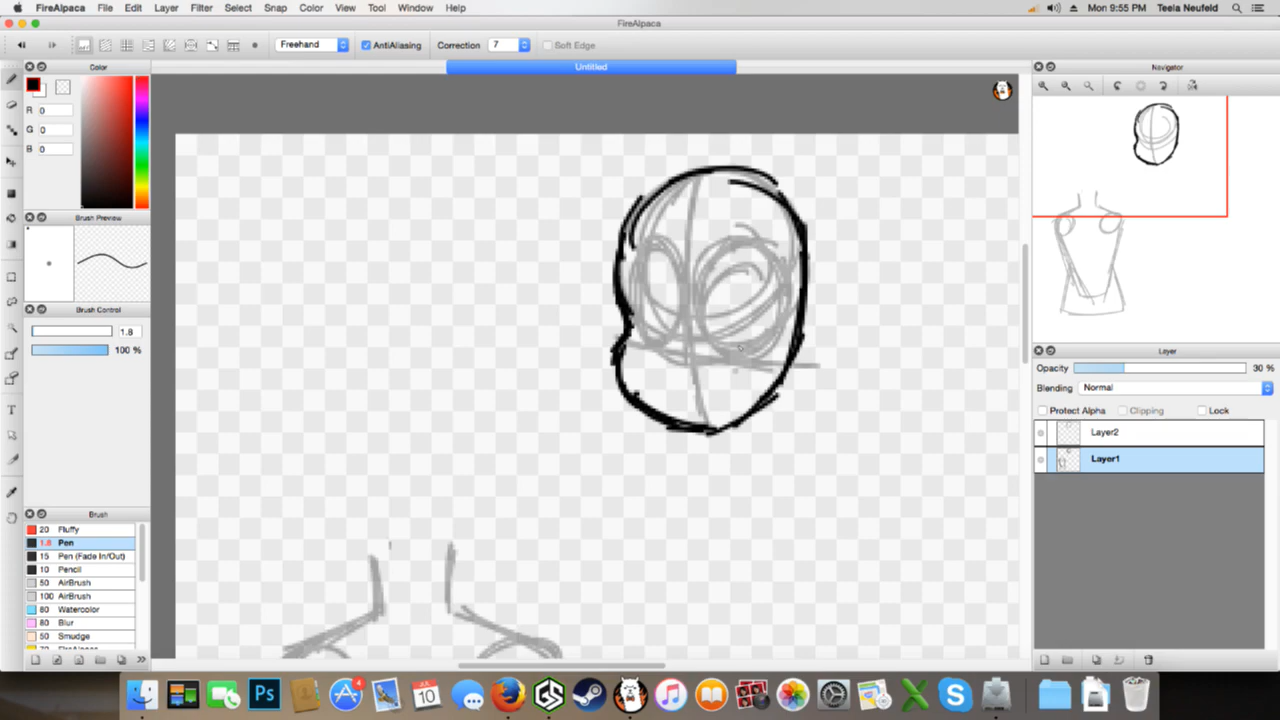 FireAlpaca File Edit Layer Filter Select Snap Color View Tool Window Help Mon 9:55 PM Teela Neufeld
FireAlpaca
Freehand AntiAliasing Correction 7 Soft Edge
Color
Untitled
Navigator
R 0
G 0
B 0
Brush Preview
Brush Control
1.8
100 %
Layer
Opacity 30 %
Blending Normal
Protect Alpha Clipping Lock
Layer2
Layer1
Brush
20 Fluffy
1.8 Pen
15 Pen (Fade In/Out)
10 Pencil
50 AirBrush
100 AirBrush
80 Watercolor
80 Blur
50 Smudge
Ps
4
10